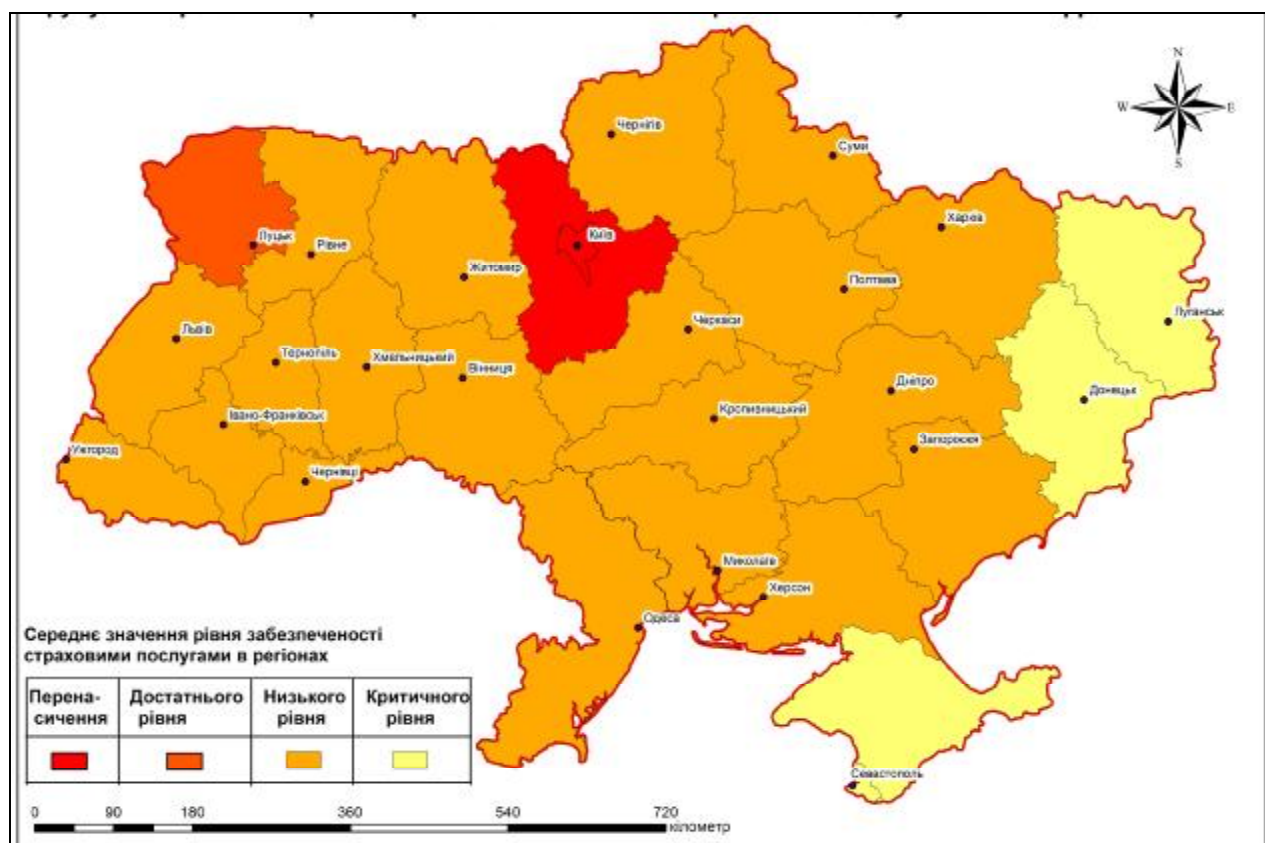 N
W
E
S
Чернігів
Суми
Київ
Харків
Луцьк
Рівне
Житомир
Полтава
Луганськ
Львів
Тернопіль
Хмельницький
Вінниця
Черкаси
Дніпро
Донецьк
Івано-Франківськ
Кропивницький
Запоріжжя
Ужгород
Чернівці
Миколаїв
Херсон
Одеса
Севастополь
Середнє значення рівня забезпеченості
страховими послугами в регіонах
Перена-
сичення
Достатнього
рівня
Низького
рівня
Критичного
рівня
0 90 180 360 540 720
кілометр